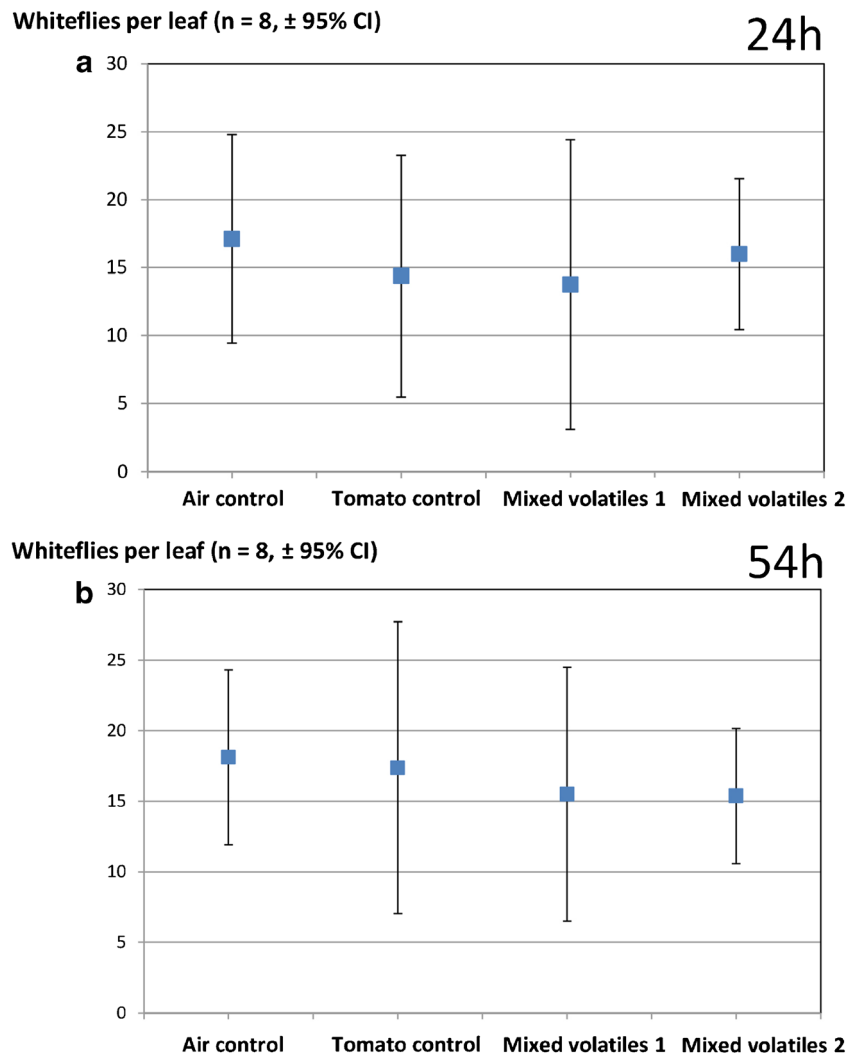 Whiteflies per leaf (n = 8, ± 95% CI)
24h
a
30
25
20
15
10
5
0
Air control Tomato control Mixed volatiles 1 Mixed volatiles 2
Whiteflies per leaf (n = 8, ± 95% CI)
54h
b
30
25
20
15
10
5
0
Air control Tomato control Mixed volatiles 1 Mixed volatiles 2